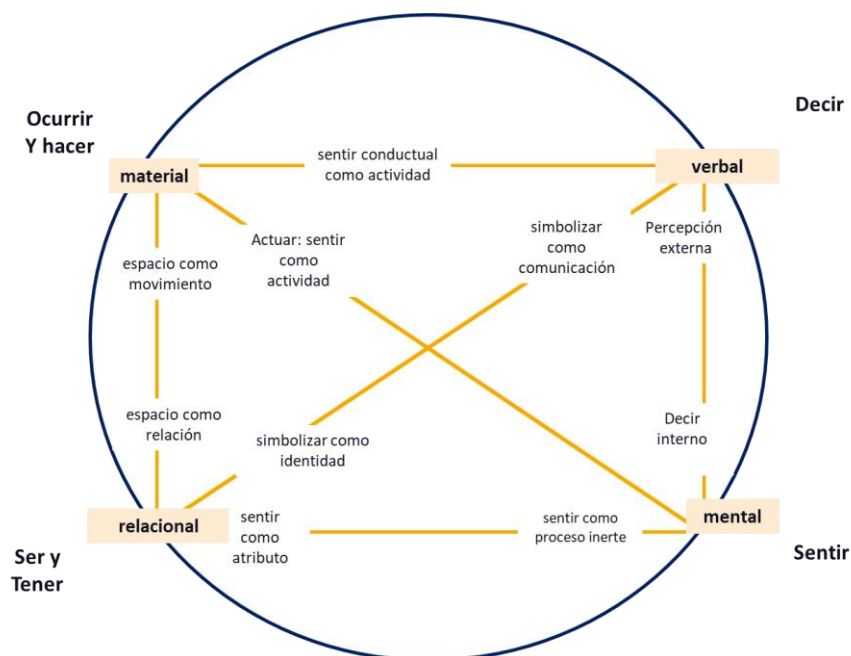 Ocurrir
Y hacer
Decir
material
sentir conductual
como actividad
verbal
Actuar: sentir
como
actividad
simbolizar
como
comunicación
Percepción
externa
espacio como
movimiento
espacio como
relación
simbolizar como
identidad
Decir
interno
relacional
sentir
como
atributo
sentir como
proceso inerte
mental
Ser y
Tener
Sentir